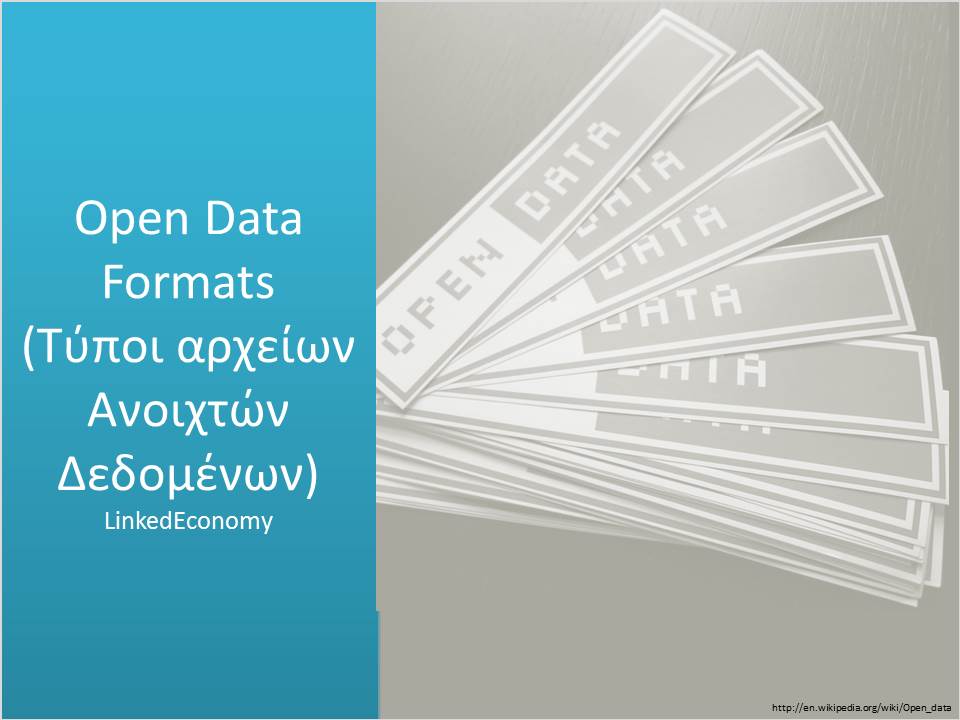 Open Data
Formats
(Τύποι αρχείων
Ανοιχτών
Δεδομένων)
LinkedEconomy
OPEN DATA
DATA
DATA
DATA
DATA
http://en.wikipedia.org/wiki/Open_data